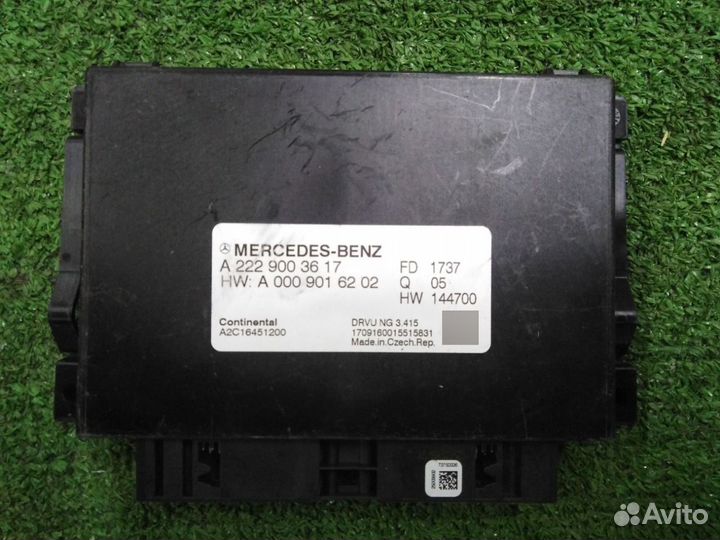 MERCEDES-BENZ
A 222 900 36 17
HW: A 000 901 62 02
FD 1737
Q 05
HW 144700
Continental
A2C16451200
DRVU NG 3.415
1709160015515831
Made.in.Czech.Rep.
Avito